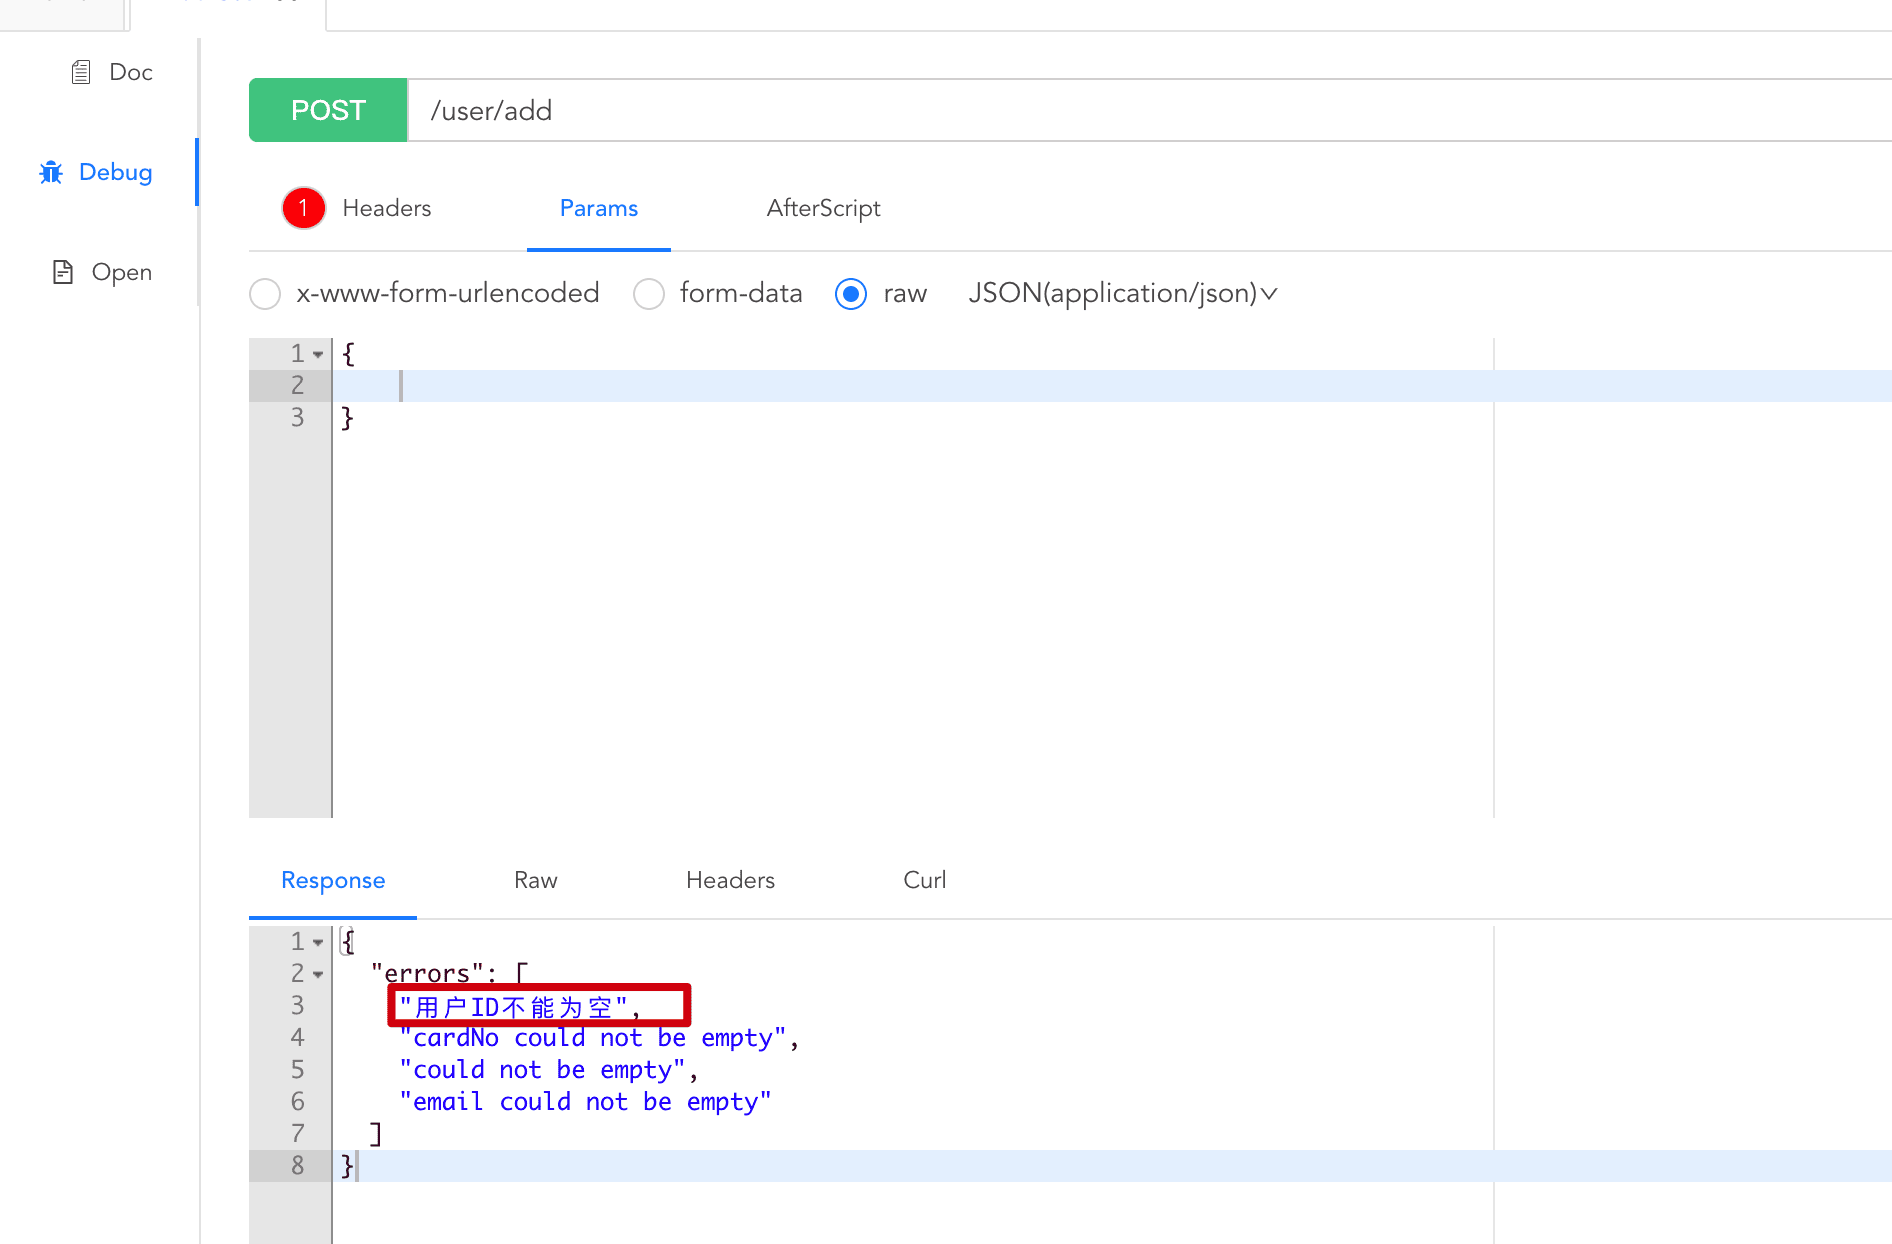 Doc
Debug
Open
POST /user/add
1 Headers Params AfterScript
x-www-form-urlencoded form-data raw JSON(application/json)
1 {
2
3 }
Response Raw Headers Curl
1 {
2 "errors": [
3 "用户ID不能为空",
4 "cardNo could not be empty",
5 "could not be empty",
6 "email could not be empty"
7 ]
8 }